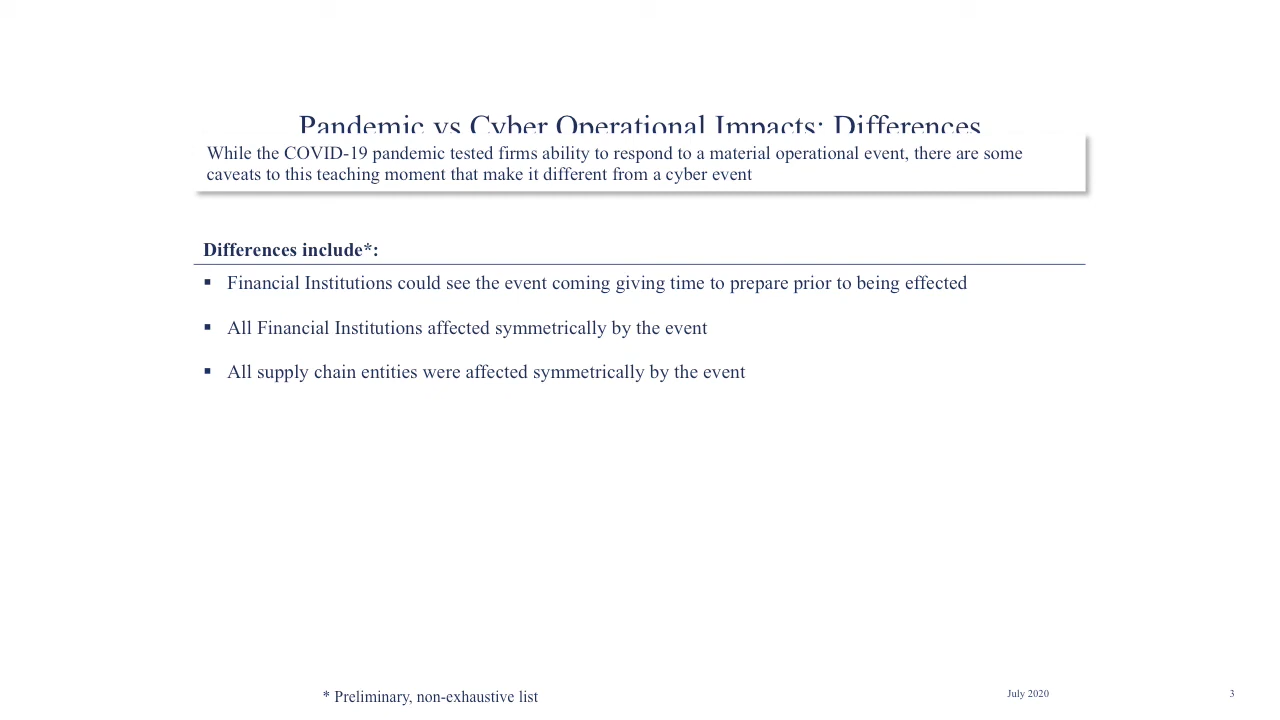 Pandemic vs Cyber Operational Impacts: Differences
While the COVID-19 pandemic tested firms ability to respond to a material operational event, there are some
caveats to this teaching moment that make it different from a cyber event
Differences include*:
▪ Financial Institutions could see the event coming giving time to prepare prior to being effected
▪ All Financial Institutions affected symmetrically by the event
▪ All supply chain entities were affected symmetrically by the event
* Preliminary, non-exhaustive list
July 2020
3